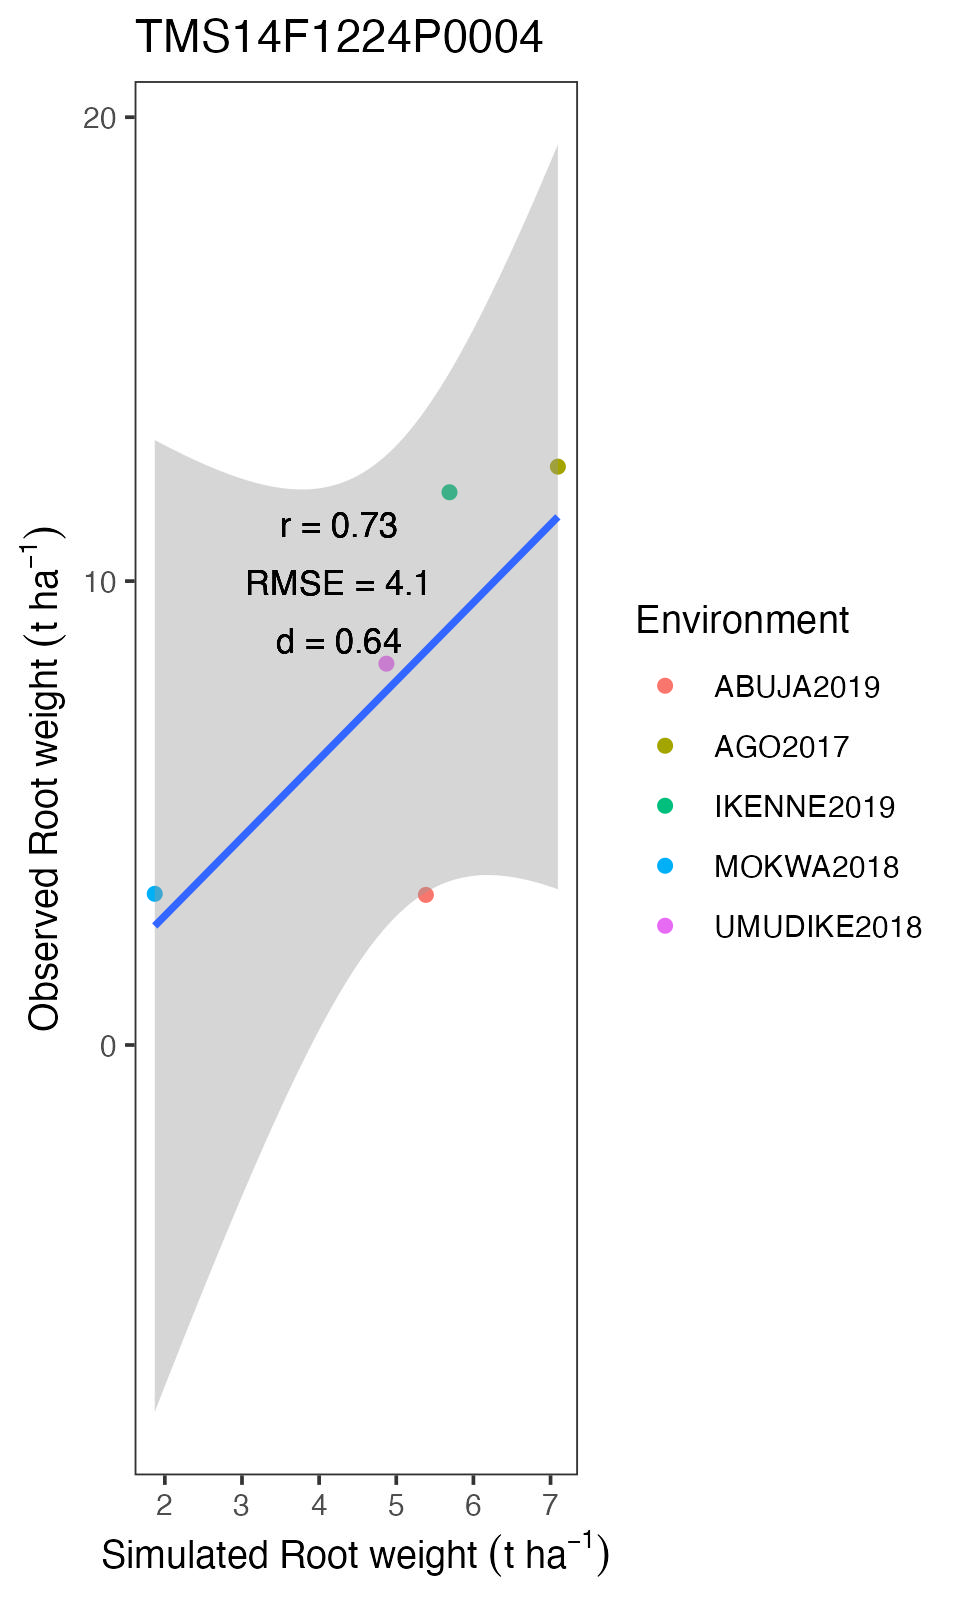 TMS14F1224P0004
20
10
0
Observed Root weight (t ha⁻¹)
r = 0.73
RMSE = 4.1
d = 0.64
2 3 4 5 6 7
Simulated Root weight (t ha⁻¹)
Environment
ABUJA2019
AGO2017
IKENNE2019
MOKWA2018
UMUDIKE2018